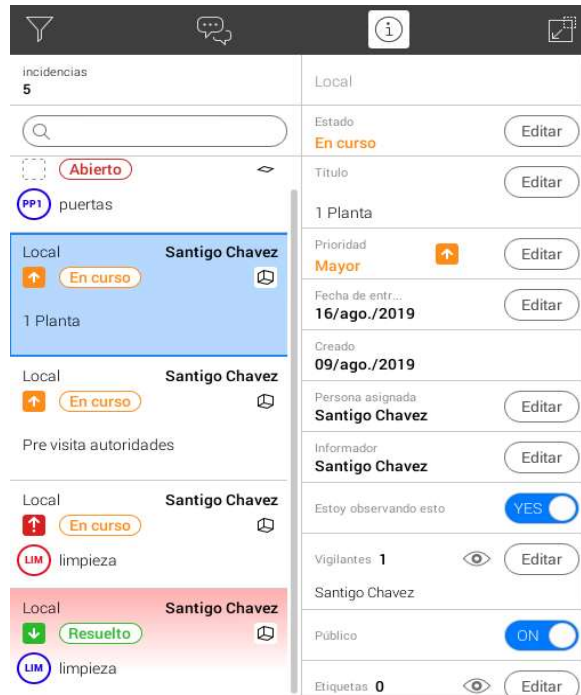 incidencias
5
Abierto
PP1 puertas
Local Santigo Chavez
En curso
1 Planta
Local Santigo Chavez
En curso
Pre visita autoridades
Local Santigo Chavez
En curso
LIM limpieza
Local Santigo Chavez
Resuelto
LIM limpieza
Local
Estado
En curso
Editar
Título
1 Planta
Editar
Prioridad
Mayor
Editar
Fecha de entr...
16/ago./2019
Editar
Creado
09/ago./2019
Persona asignada
Santigo Chavez
Editar
Informador
Santigo Chavez
Editar
Estoy observando esto YES
Vigilantes 1 Editar
Santigo Chavez
Público ON
Etiquetas 0 Editar